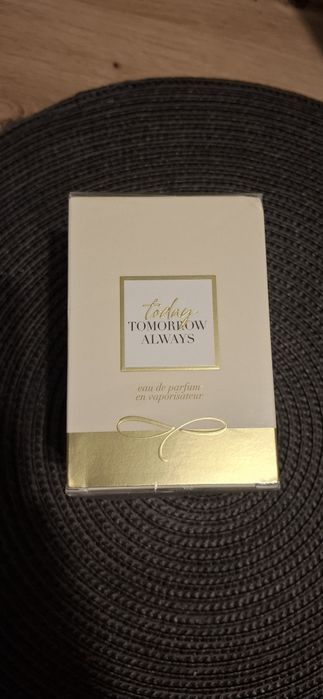 today
TOMORROW
ALWAYS
eau de parfum
en vaporisateur